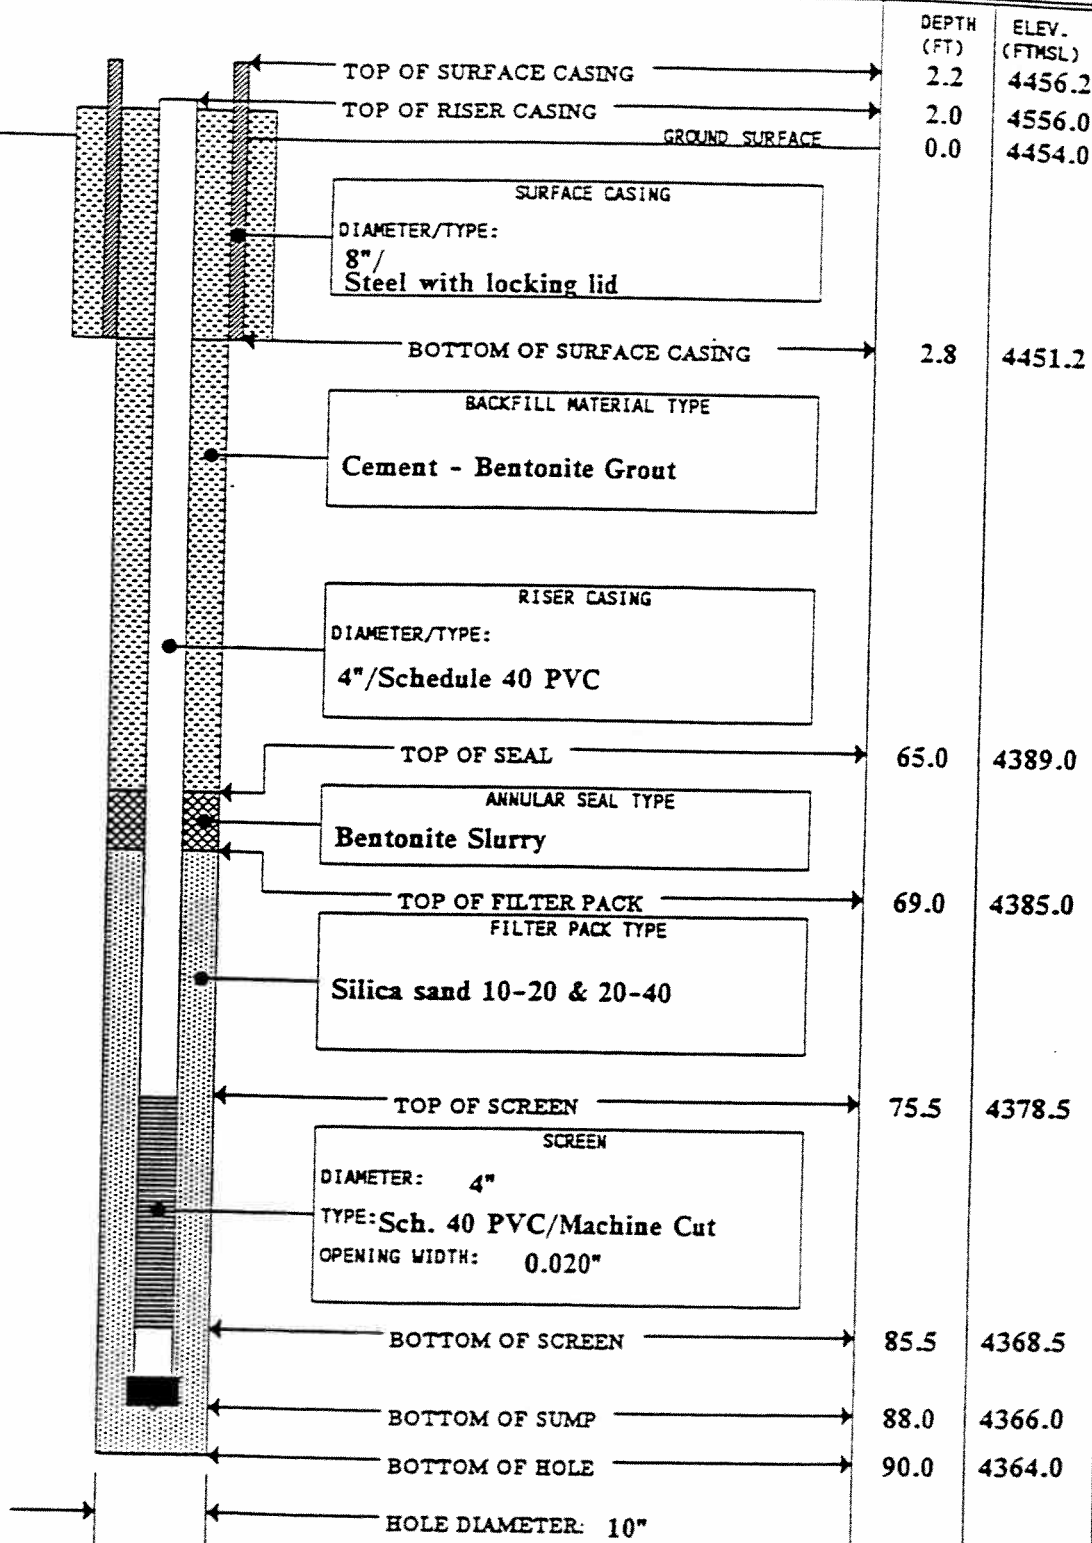 DEPTH (FT) ELEV. (FTMSL)
TOP OF SURFACE CASING 2.2 4456.2
TOP OF RISER CASING 2.0 4556.0
GROUND SURFACE 0.0 4454.0
SURFACE CASING
DIAMETER/TYPE:
8"/
Steel with locking lid
BOTTOM OF SURFACE CASING 2.8 4451.2
BACKFILL MATERIAL TYPE
Cement - Bentonite Grout
RISER CASING
DIAMETER/TYPE:
4"/Schedule 40 PVC
TOP OF SEAL 65.0 4389.0
ANNULAR SEAL TYPE
Bentonite Slurry
TOP OF FILTER PACK 69.0 4385.0
FILTER PACK TYPE
Silica sand 10-20 & 20-40
TOP OF SCREEN 75.5 4378.5
SCREEN
DIAMETER: 4"
TYPE: Sch. 40 PVC/Machine Cut
OPENING WIDTH: 0.020"
BOTTOM OF SCREEN 85.5 4368.5
BOTTOM OF SUMP 88.0 4366.0
BOTTOM OF HOLE 90.0 4364.0
HOLE DIAMETER: 10"